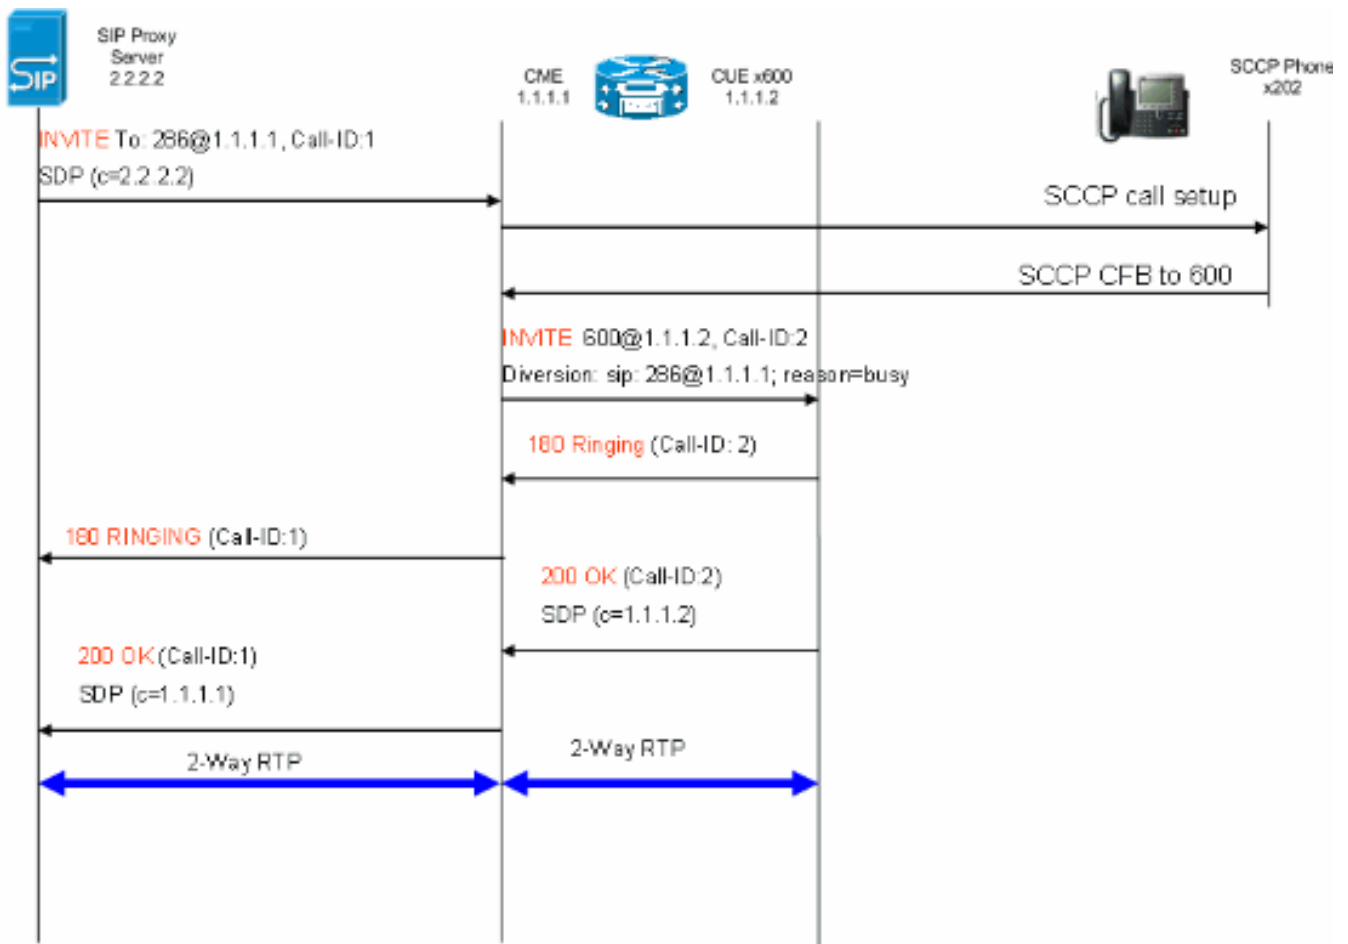 SIP Proxy
Server
2.2.2.2
SIP
CME
1.1.1.1
CUE x600
1.1.1.2
SCCP Phone
x202
INVITE To: 286@1.1.1.1, Call-ID:1
SDP (c=2.2.2.2)
SCCP call setup
SCCP CFB to 600
INVITE 600@1.1.1.2, Call-ID:2
Diversion: sip: 286@1.1.1.1; reason=busy
180 Ringing (Call-ID: 2)
180 RINGING (Call-ID:1)
200 OK (Call-ID:2)
SDP (c=1.1.1.2)
200 OK (Call-ID:1)
SDP (c=1.1.1.1)
2-Way RTP
2-Way RTP